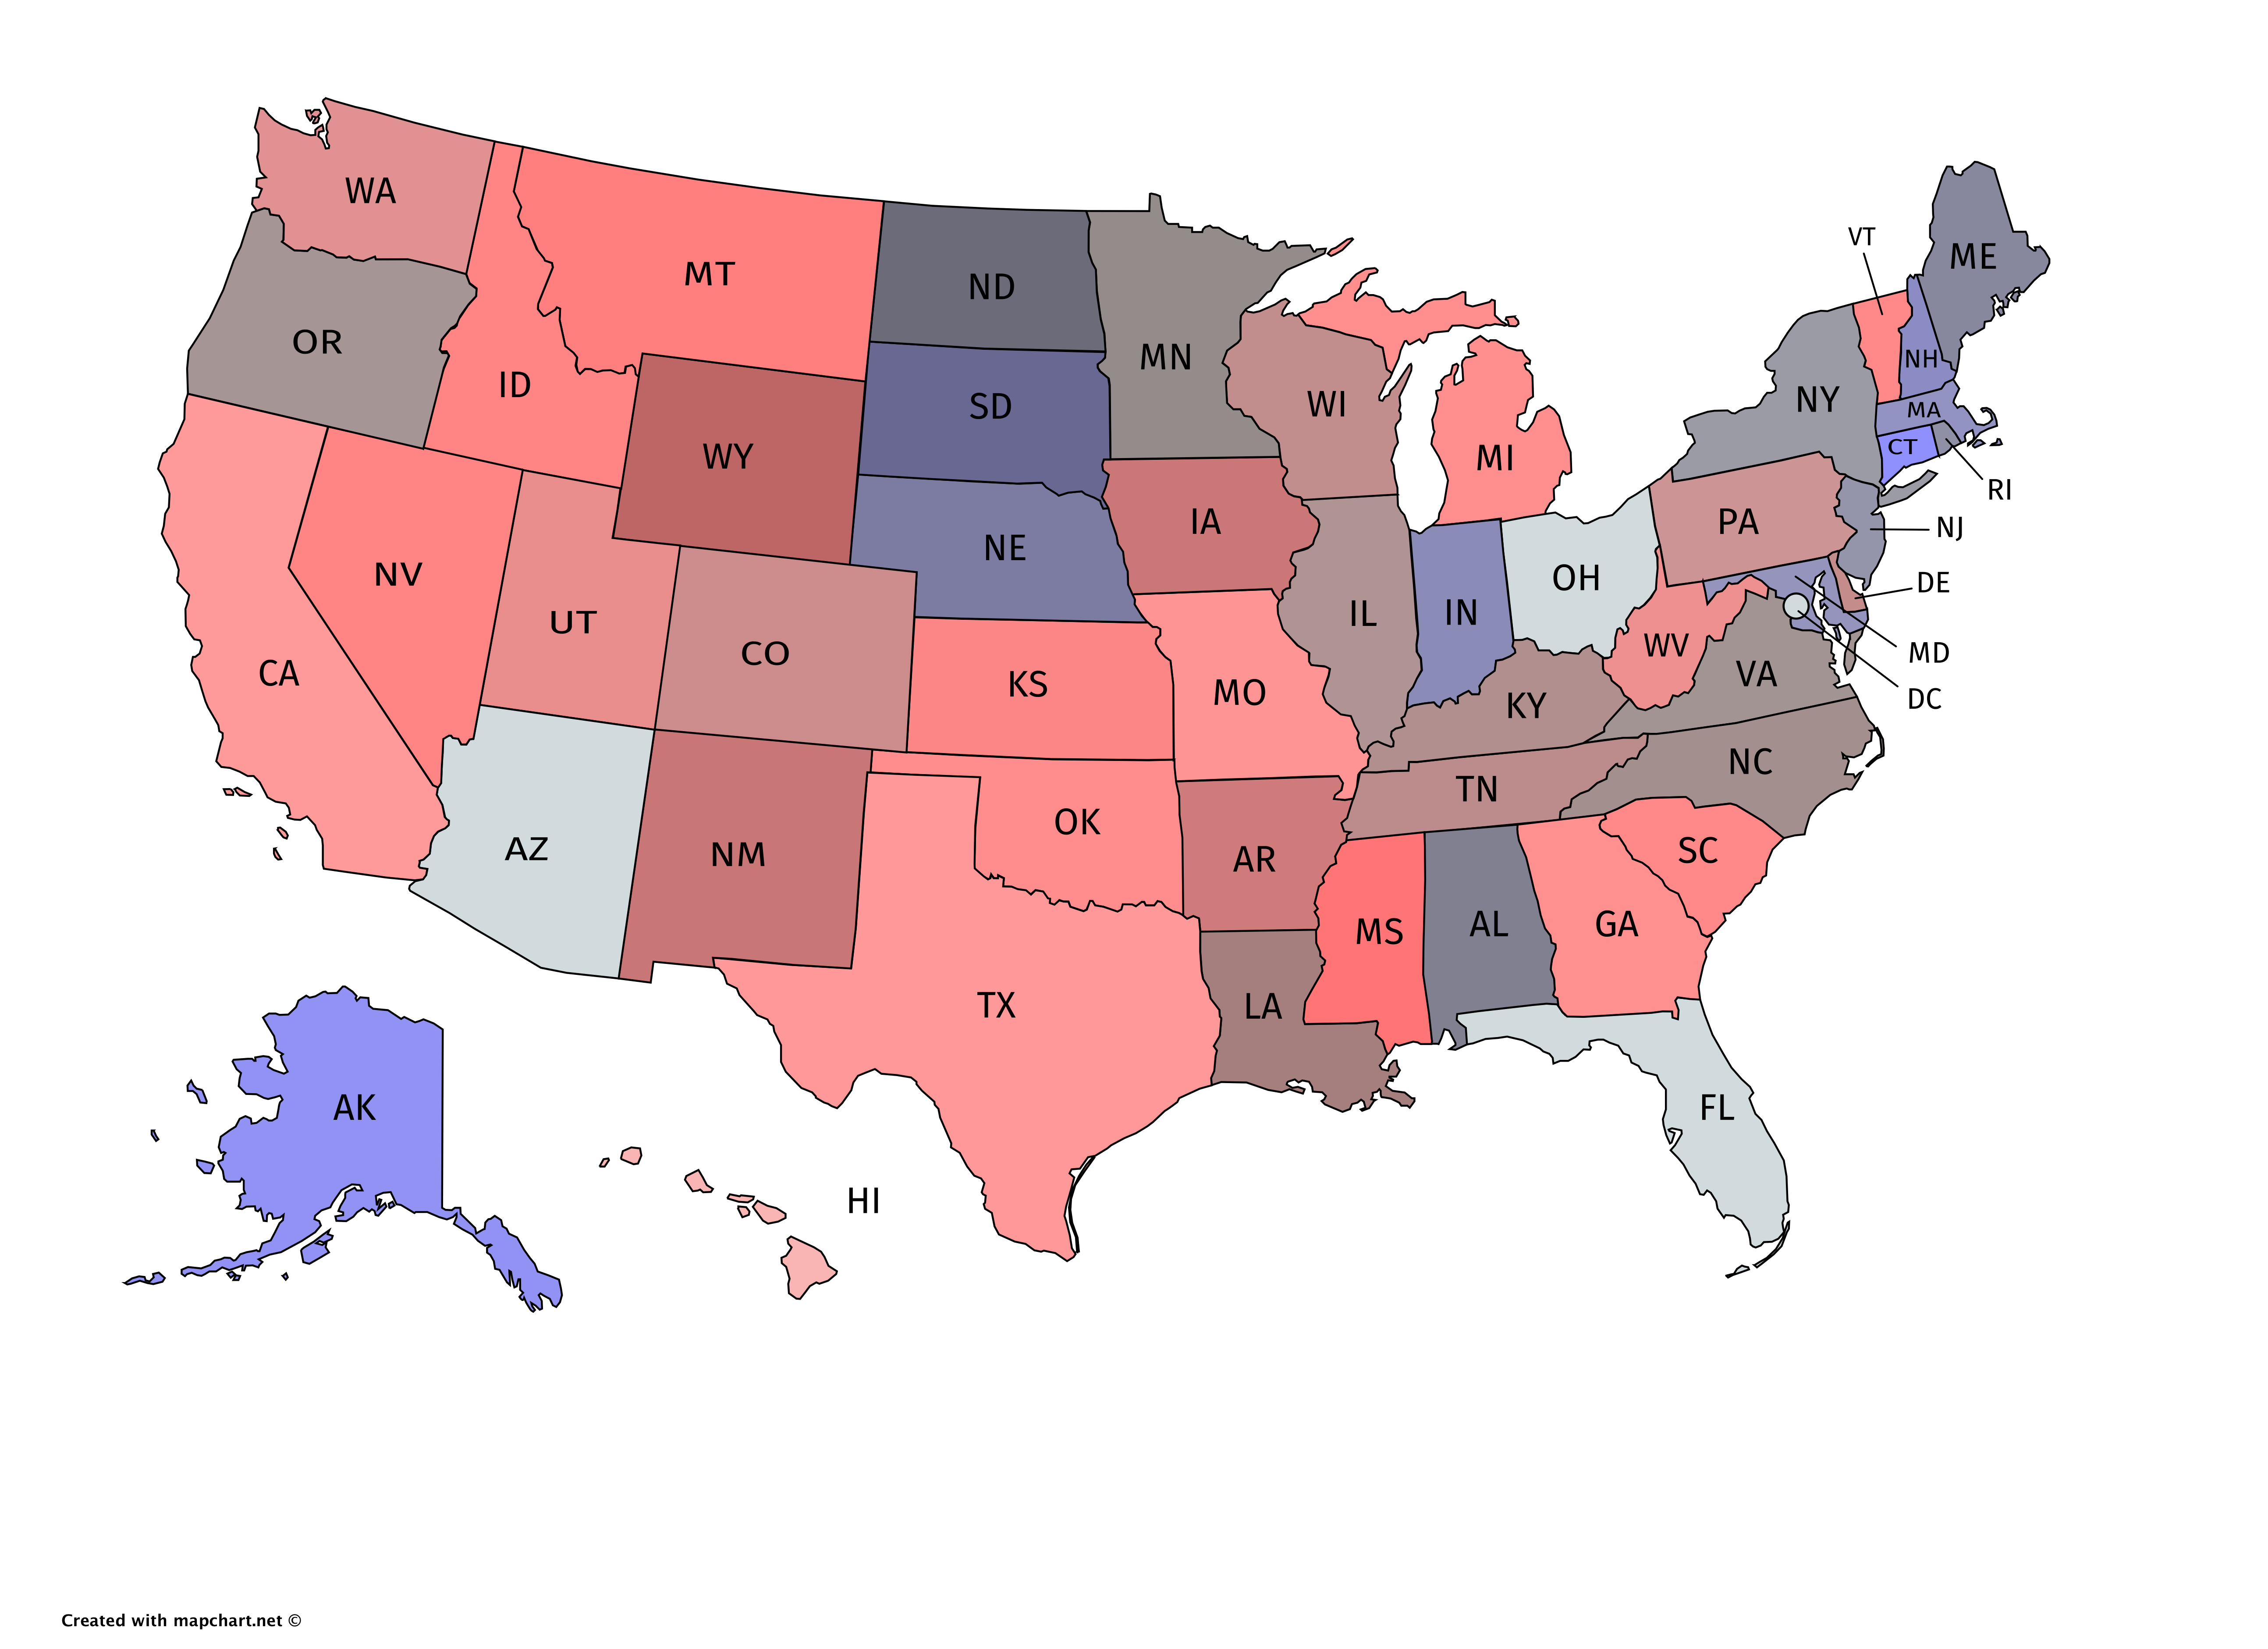 WA
VT
ME
MT
ND
OR
MN
NH
ID
NY
WI
SD
MA
WY
CT
MI
RI
IA
PA
NJ
NE
NV
OH
DE
IL
IN
UT
WV
CO
MD
CA
VA
KS
MO
DC
KY
NC
TN
OK
AZ
NM
AR
SC
MS
AL
GA
TX
LA
AK
FL
HI
Created with mapchart.net ©